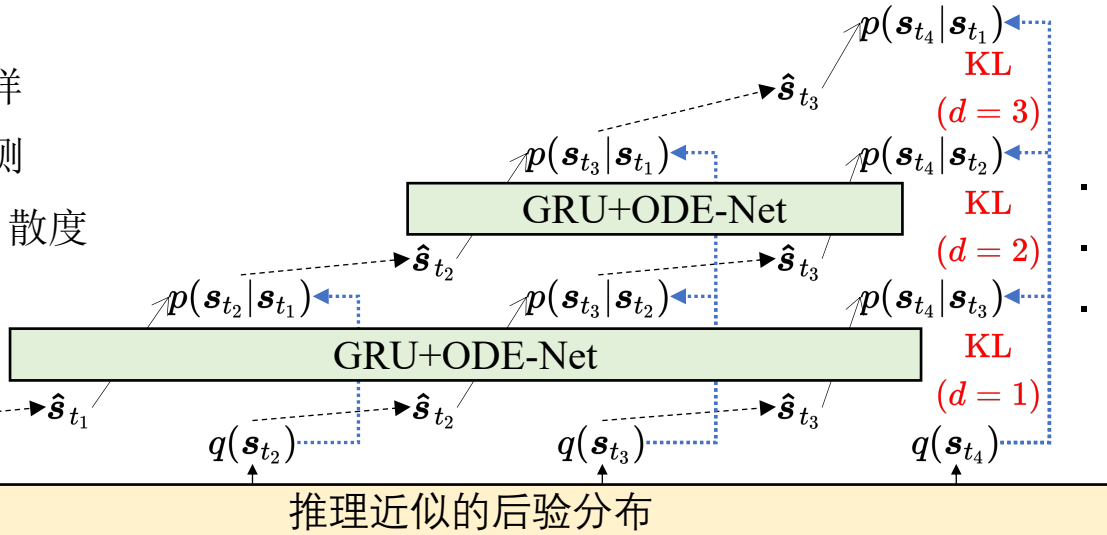 p(s_{t_4}|s_{t_1})
样
KL
ŝ_{t_3}
(d = 3)
测
p(s_{t_3}|s_{t_1})
p(s_{t_4}|s_{t_2})
GRU+ODE-Net
KL
散度
(d = 2)
ŝ_{t_2}
ŝ_{t_3}
p(s_{t_2}|s_{t_1})
p(s_{t_3}|s_{t_2})
p(s_{t_4}|s_{t_3})
GRU+ODE-Net
KL
(d = 1)
ŝ_{t_1}
ŝ_{t_2}
ŝ_{t_3}
q(s_{t_2})
q(s_{t_3})
q(s_{t_4})
推理近似的后验分布